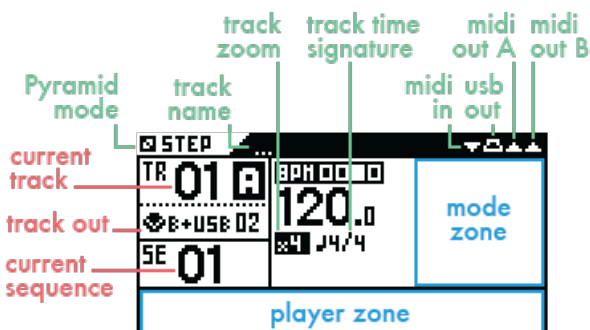 track zoom
track time signature
midi out A
midi out B
Pyramid mode
track name
midi in
usb out
STEP
...
current track
TR 01 A
BPM
120.0
track out
B+USB 02
x4 ♩4/4
mode zone
current sequence
SE 01
player zone